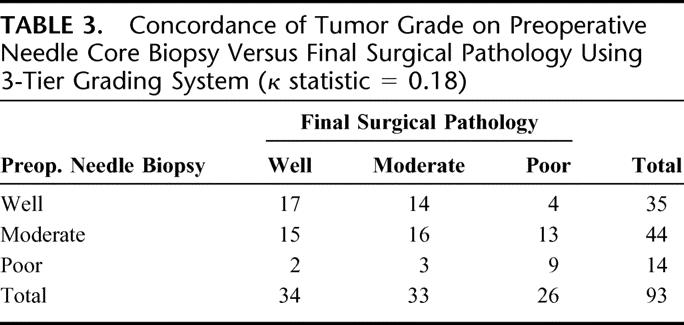 TABLE 3. Concordance of Tumor Grade on Preoperative
Needle Core Biopsy Versus Final Surgical Pathology Using
3-Tier Grading System (κ statistic = 0.18)
Final Surgical Pathology
Preop. Needle Biopsy Well Moderate Poor Total
Well 17 14 4 35
Moderate 15 16 13 44
Poor 2 3 9 14
Total 34 33 26 93